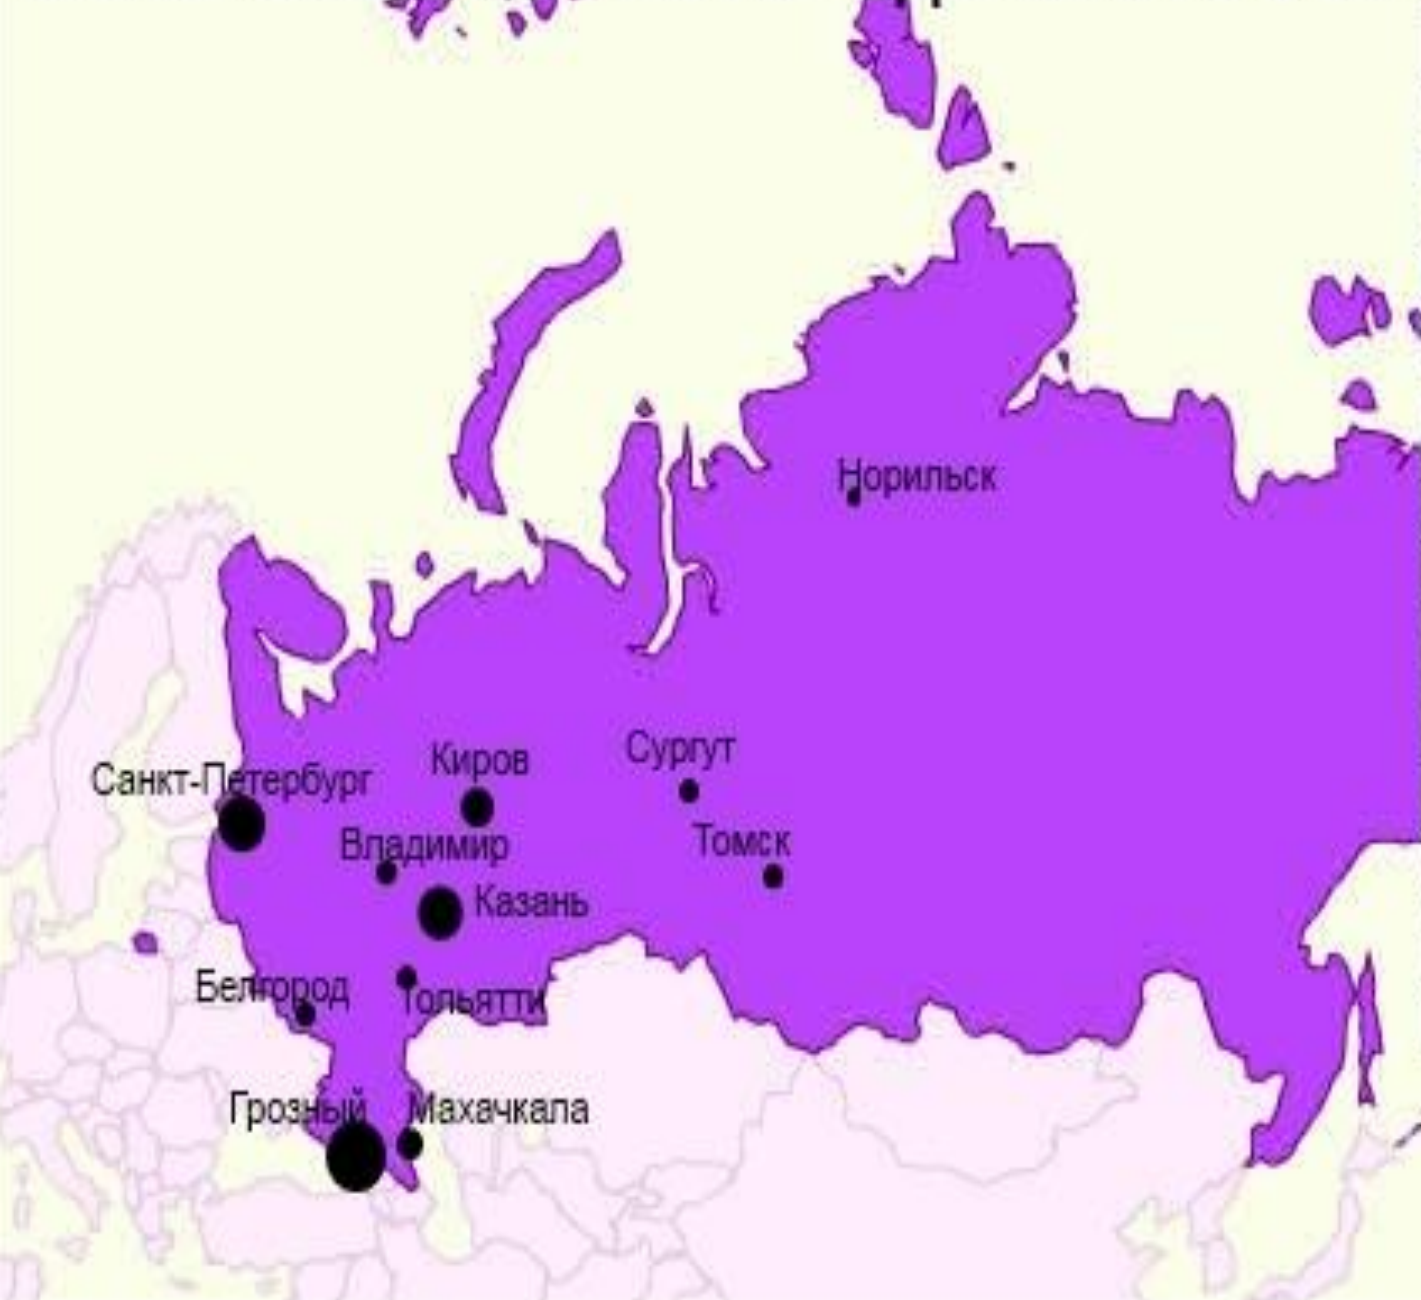 Норильск
Сургут
Киров
Санкт-Петербург
Томск
Владимир
Казань
Белгород
Тольятти
Грозный
Махачкала